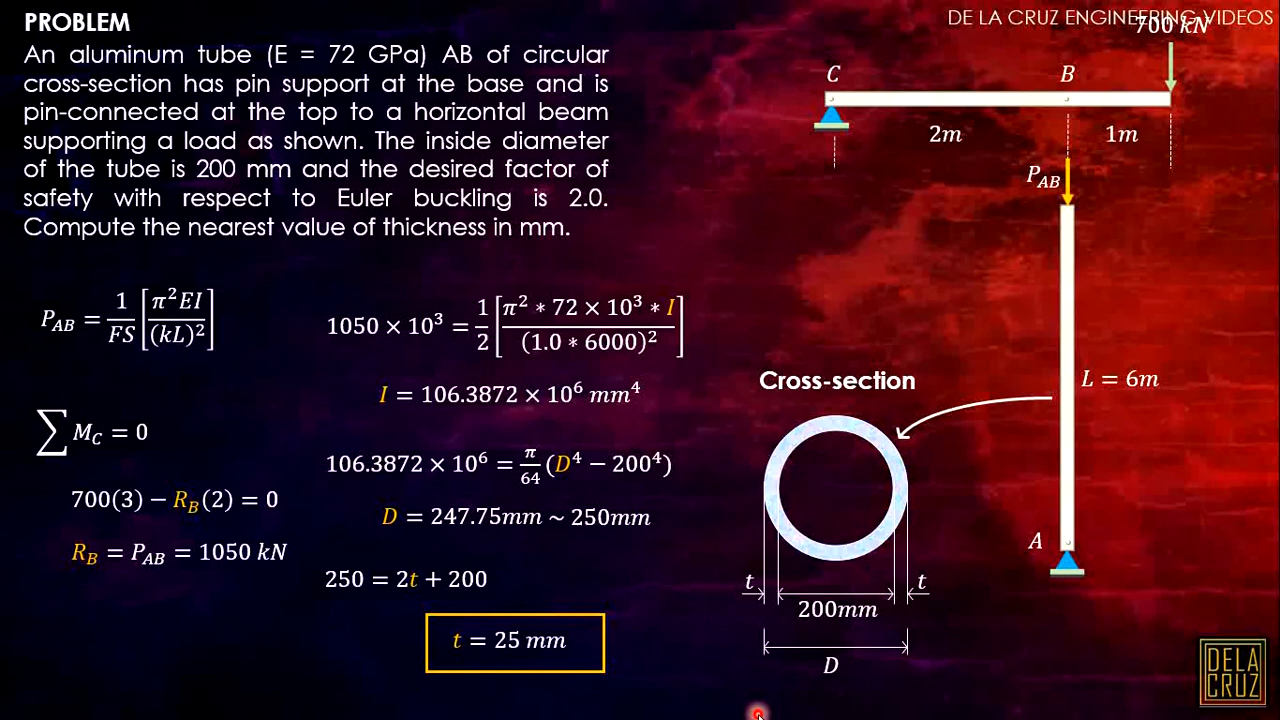 DE LA CRUZ ENGINEERING VIDEOS
PROBLEM
An aluminum tube (E = 72 GPa) AB of circular
cross-section has pin support at the base and is
pin-connected at the top to a horizontal beam
supporting a load as shown. The inside diameter
of the tube is 200 mm and the desired factor of
safety with respect to Euler buckling is 2.0.
Compute the nearest value of thickness in mm.
P_AB = 1/FS [π²EI/(kL)²]
∑ M_C = 0
700(3) − R_B(2) = 0
R_B = P_AB = 1050 kN
1050 × 10³ = 1/2 [π² * 72 × 10³ * I/(1.0 * 6000)²]
I = 106.3872 × 10⁶ mm⁴
106.3872 × 10⁶ = π/64 (D⁴ − 200⁴)
D = 247.75mm ~ 250mm
250 = 2t + 200
t = 25 mm
700 kN
C
B
2m
1m
P_AB
L = 6m
A
Cross-section
t
t
200mm
D
DELA
CRUZ